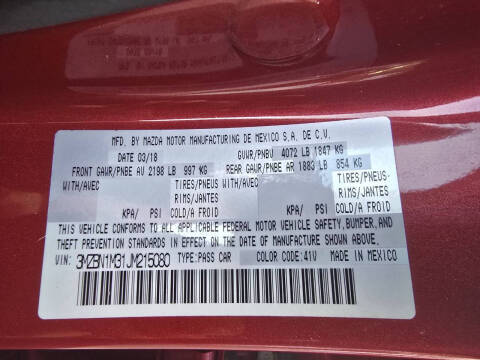 MFD. BY MAZDA MOTOR MANUFACTURING DE MEXICO S.A. DE C.V.
DATE 03/18 GVWR/PNBV 4072 LB 1847 KG
FRONT GAWR/PNBE AV 2198 LB 997 KG REAR GAWR/PNBE AR 1883 LB 854 KG
WITH/AVEC TIRES/PNEUS WITH/AVEC TIRES/PNEUS
RIMS/JANTES RIMS/JANTES
KPA/ PSI COLD/A FROID KPA/ PSI COLD/A FROID
THIS VEHICLE CONFORMS TO ALL APPLICABLE FEDERAL MOTOR VEHICLE SAFETY, BUMPER, AND
THEFT PREVENTION STANDARDS IN EFFECT ON THE DATE OF MANUFACTURE SHOWN ABOVE.
VIN: 3MZBN1M31JM215080 TYPE:PASS CAR COLOR CODE:41V MADE IN MEXICO